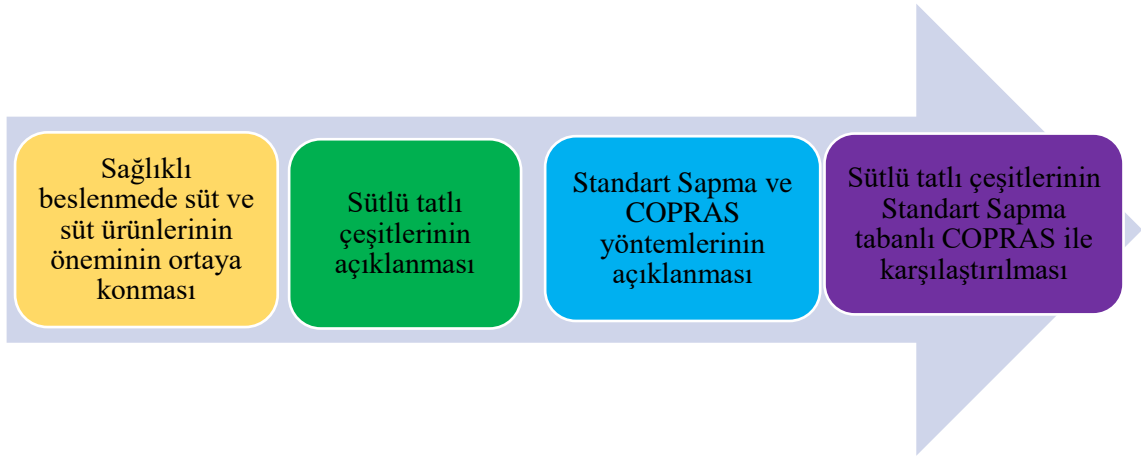 Sağlıklı
beslenmede süt ve
süt ürünlerinin
öneminin ortaya
konması
Sütlü tatlı
çeşitlerinin
açıklanması
Standart Sapma ve
COPRAS
yöntemlerinin
açıklanması
Sütlü tatlı çeşitlerinin
Standart Sapma
tabanlı COPRAS ile
karşılaştırılması